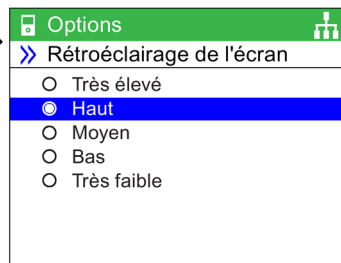 Options
Rétroéclairage de l'écran
Très élevé
Haut
Moyen
Bas
Très faible